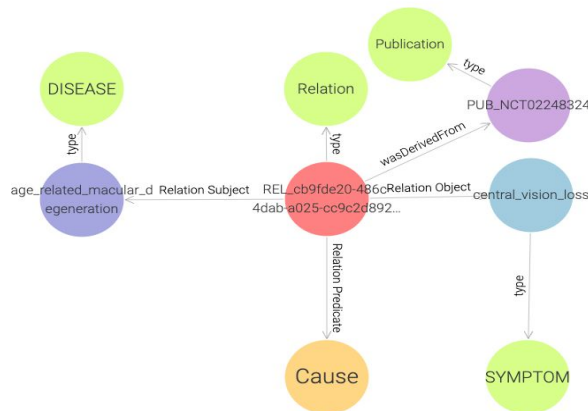 Publication
type
DISEASE
Relation
PUB_NCT02248324
type
type
wasDerivedFrom
age_related_macular_d
egeneration
Relation Subject
REL_cb9fde20-486c-
4dab-a025-cc9c2d892...
Relation Object
central_vision_loss
Relation Predicate
type
Cause
SYMPTOM